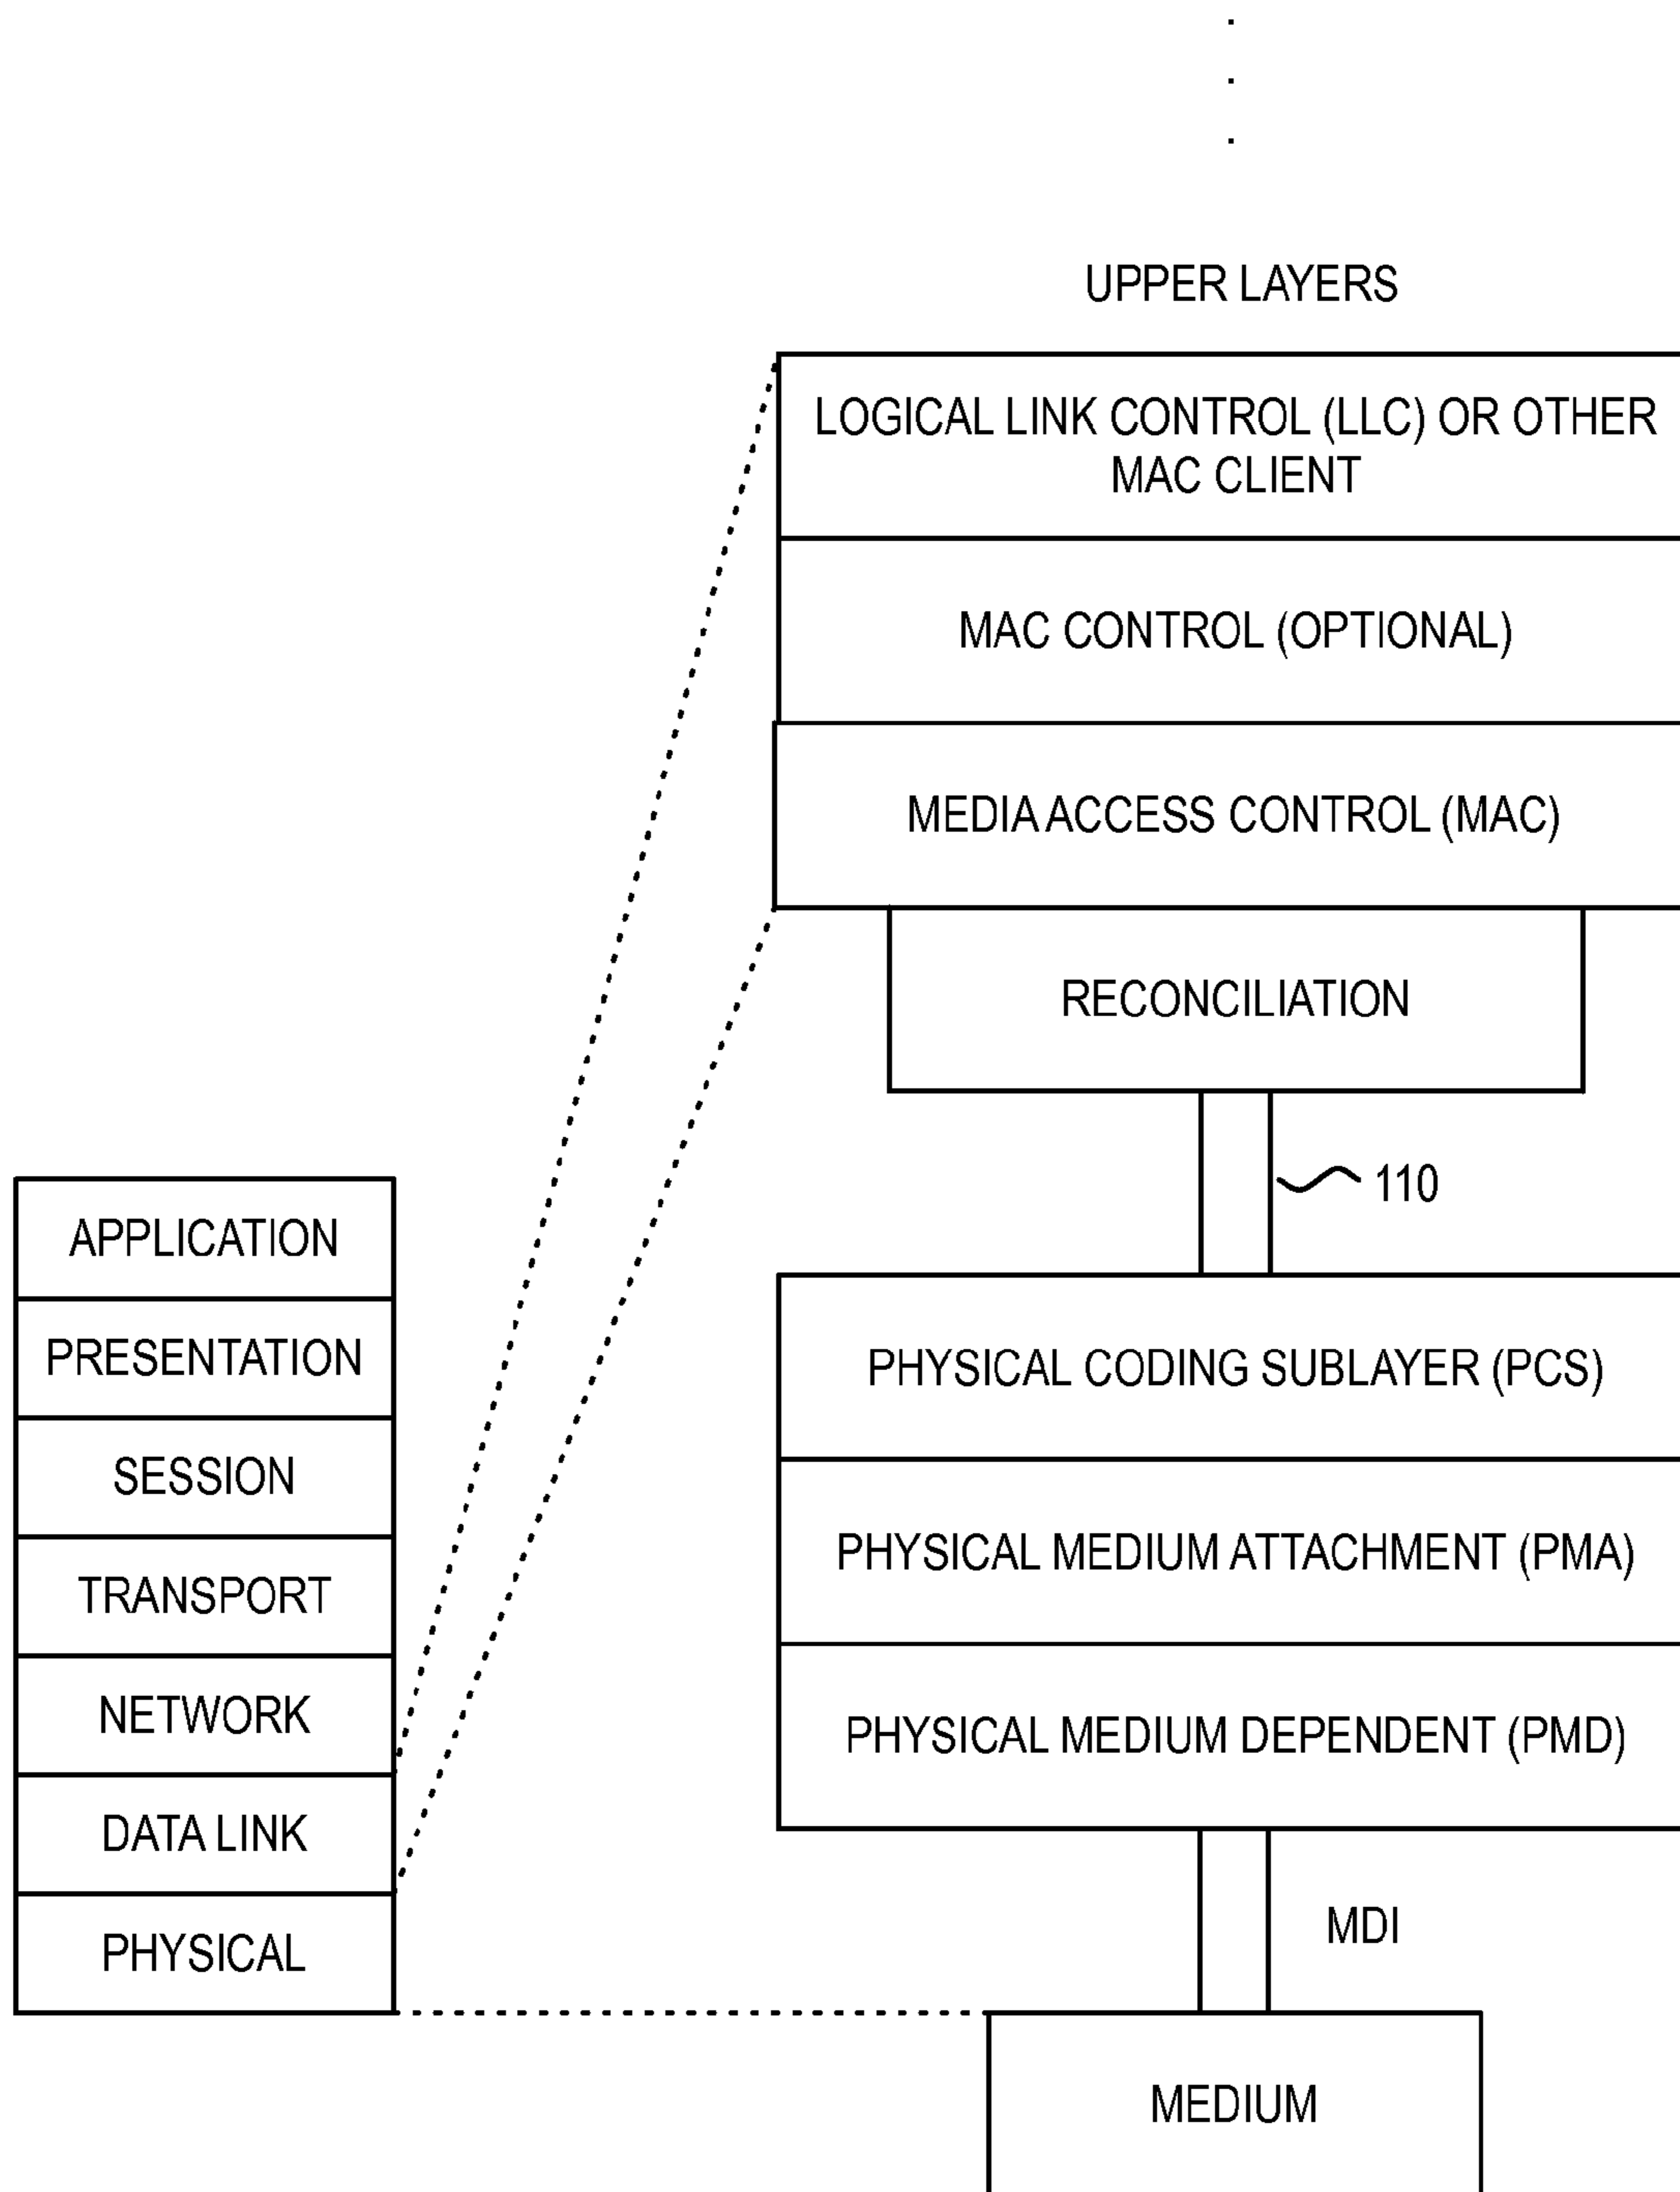 UPPER LAYERS
LOGICAL LINK CONTROL (LLC) OR OTHER
MAC CLIENT
MAC CONTROL (OPTIONAL)
MEDIA ACCESS CONTROL (MAC)
RECONCILIATION
110
PHYSICAL CODING SUBLAYER (PCS)
PHYSICAL MEDIUM ATTACHMENT (PMA)
PHYSICAL MEDIUM DEPENDENT (PMD)
MDI
MEDIUM
APPLICATION
PRESENTATION
SESSION
TRANSPORT
NETWORK
DATA LINK
PHYSICAL